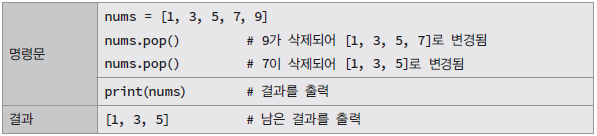 명령문
nums = [1, 3, 5, 7, 9]
nums.pop() # 9가 삭제되어 [1, 3, 5, 7]로 변경됨
nums.pop() # 7이 삭제되어 [1, 3, 5]로 변경됨
print(nums) # 결과를 출력
결과 [1, 3, 5] # 남은 결과를 출력